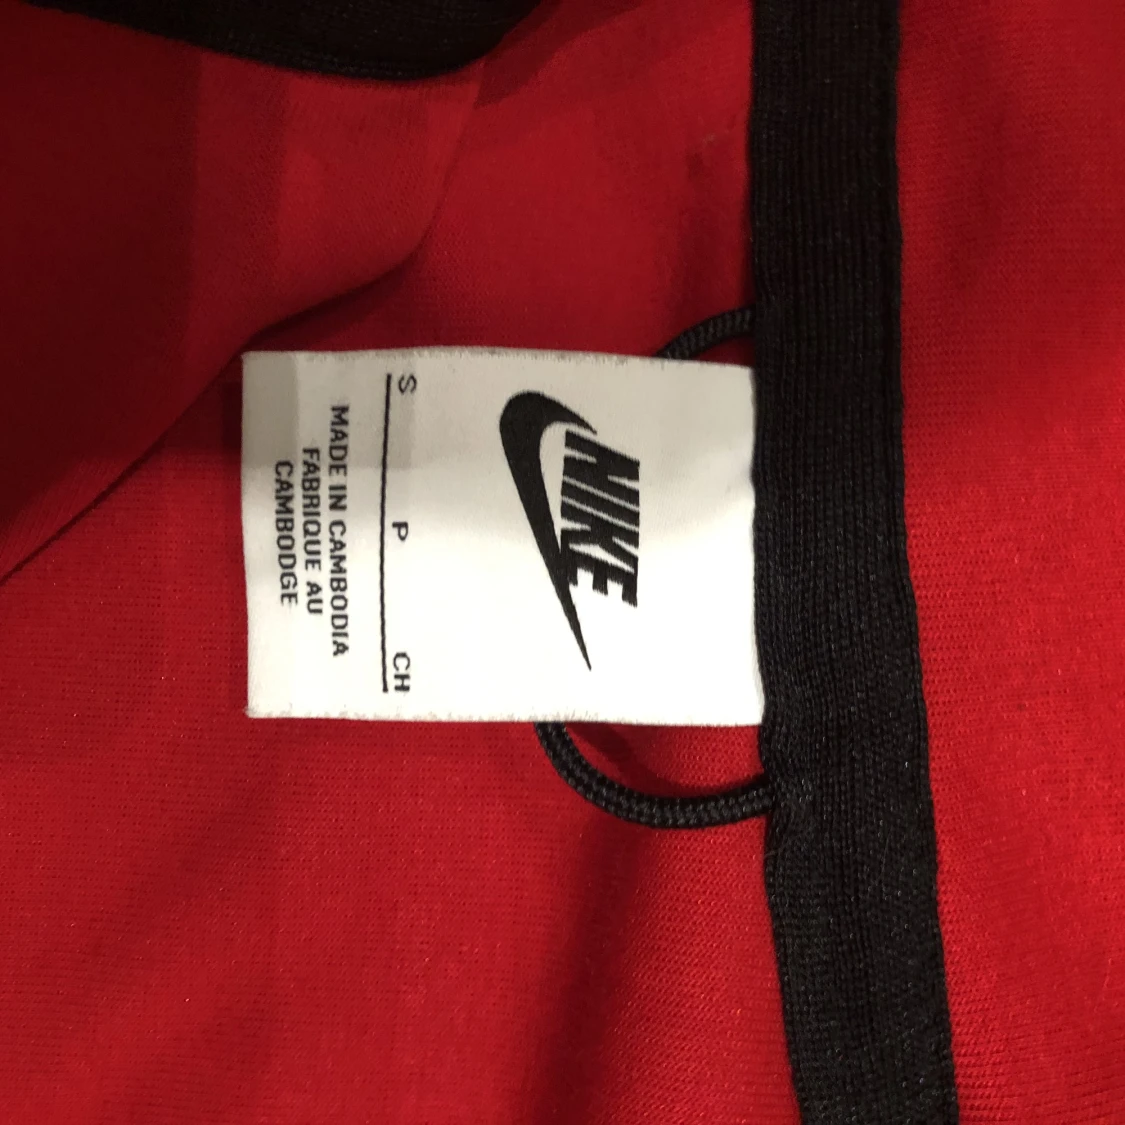 NIKE
S P CH
MADE IN CAMBODIA
FABRIQUE AU
CAMBODGE